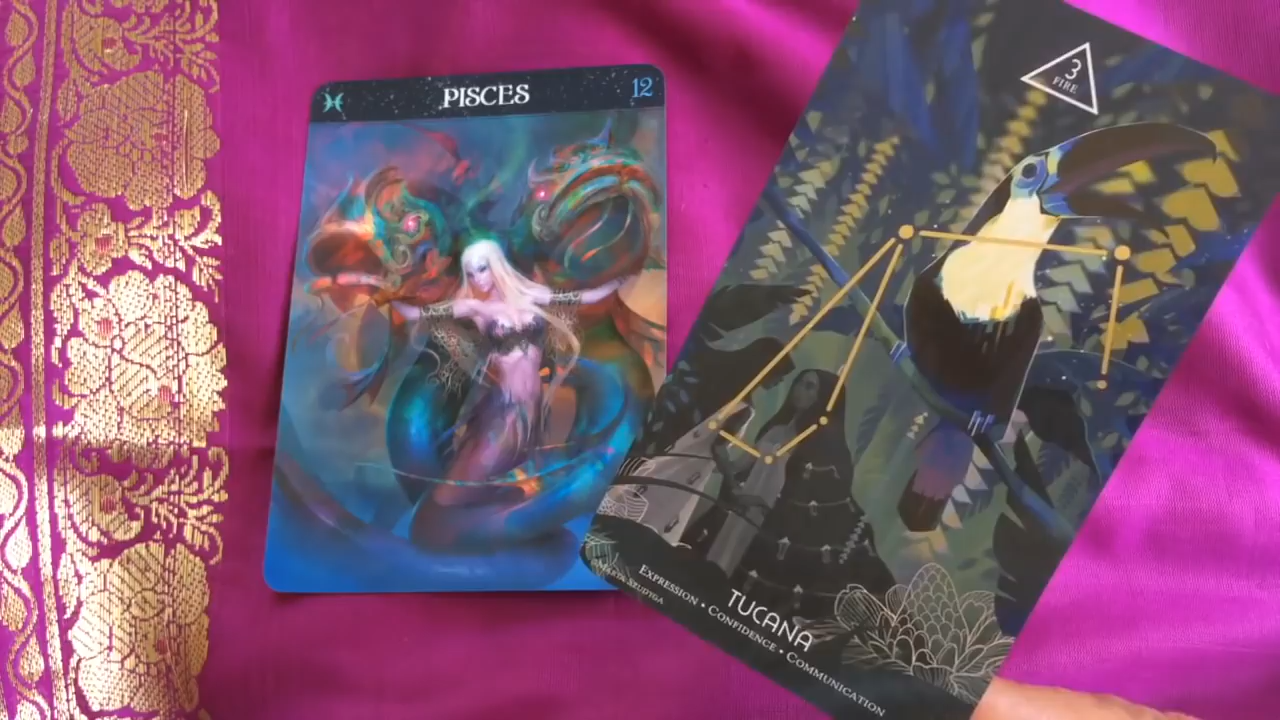 PISCES
12
3
FIRE
TUCANA
EXPRESSION • CONFIDENCE • COMMUNICATION